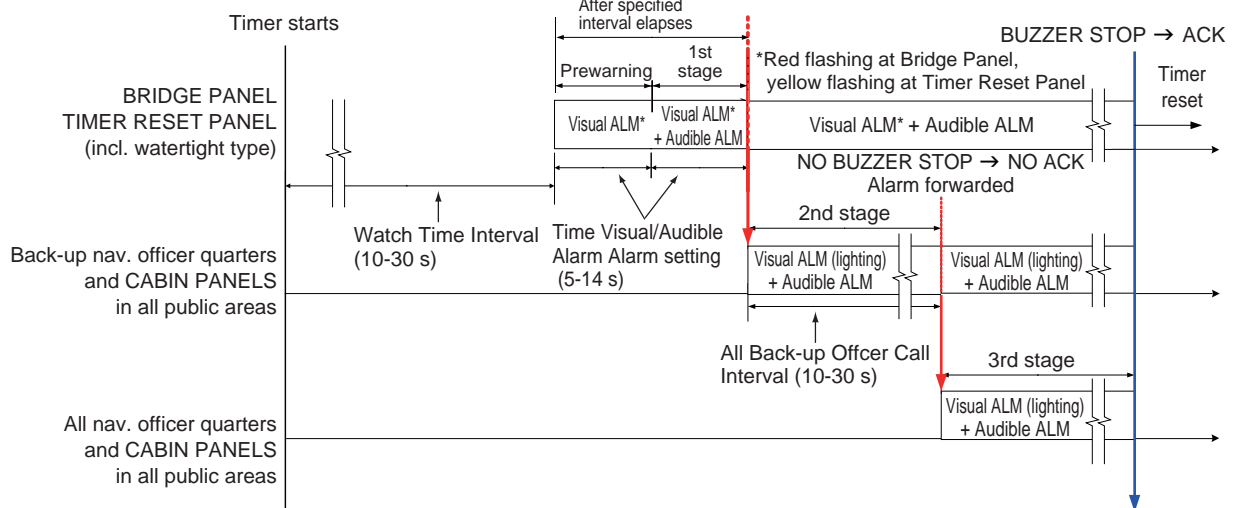 After specified
interval elapses
Timer starts
BUZZER STOP → ACK
Prewarning
1st
stage
*Red flashing at Bridge Panel,
yellow flashing at Timer Reset Panel
Timer
reset
BRIDGE PANEL
TIMER RESET PANEL
(incl. watertight type)
Visual ALM*
Visual ALM*
+ Audible ALM
Visual ALM* + Audible ALM
NO BUZZER STOP → NO ACK
Alarm forwarded
2nd stage
Watch Time Interval
(10-30 s)
Time Visual/Audible
Alarm Alarm setting
(5-14 s)
Back-up nav. officer quarters
and CABIN PANELS
in all public areas
Visual ALM (lighting)
+ Audible ALM
Visual ALM (lighting)
+ Audible ALM
All Back-up Offcer Call
Interval (10-30 s)
3rd stage
All nav. officer quarters
and CABIN PANELS
in all public areas
Visual ALM (lighting)
+ Audible ALM